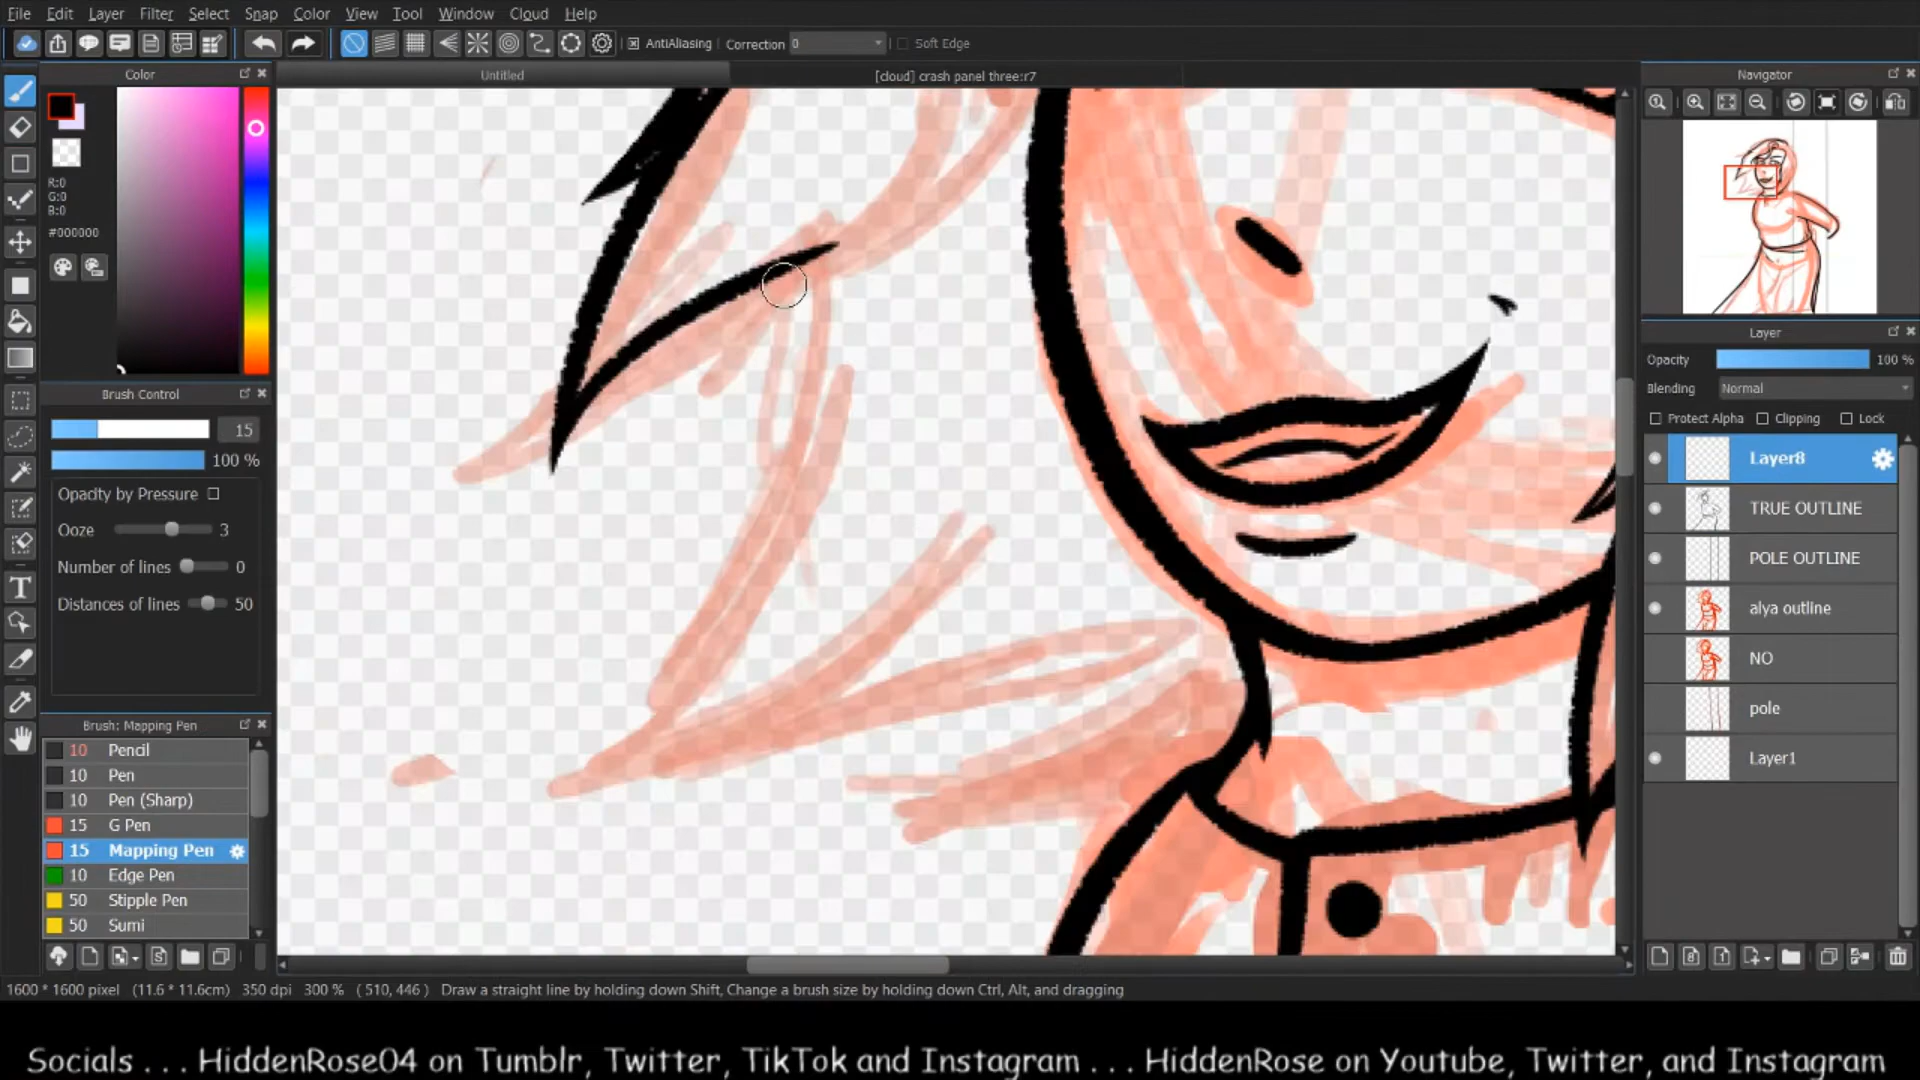 File Edit Layer Filter Select Snap Color View Tool Window Cloud Help
AntiAliasing Correction 0 Soft Edge
Color
Untitled
[cloud] crash panel three:r7
Navigator
R:0
G:0
B:0
#000000
Brush Control
15
100 %
Opacity by Pressure
Ooze 3
Number of lines 0
Distances of lines 50
Brush: Mapping Pen
10 Pencil
10 Pen
10 Pen (Sharp)
15 G Pen
15 Mapping Pen
10 Edge Pen
50 Stipple Pen
50 Sumi
Layer
Opacity 100 %
Blending Normal
Protect Alpha Clipping Lock
Layer8
TRUE OUTLINE
POLE OUTLINE
alya outline
NO
pole
Layer1
1600 * 1600 pixel (11.6 * 11.6cm) 350 dpi 300 % ( 510, 446 ) Draw a straight line by holding down Shift, Change a brush size by holding down Ctrl, Alt, and dragging
Socials . . . HiddenRose04 on Tumblr, Twitter, TikTok and Instagram . . . HiddenRose on Youtube, Twitter, and Instagram